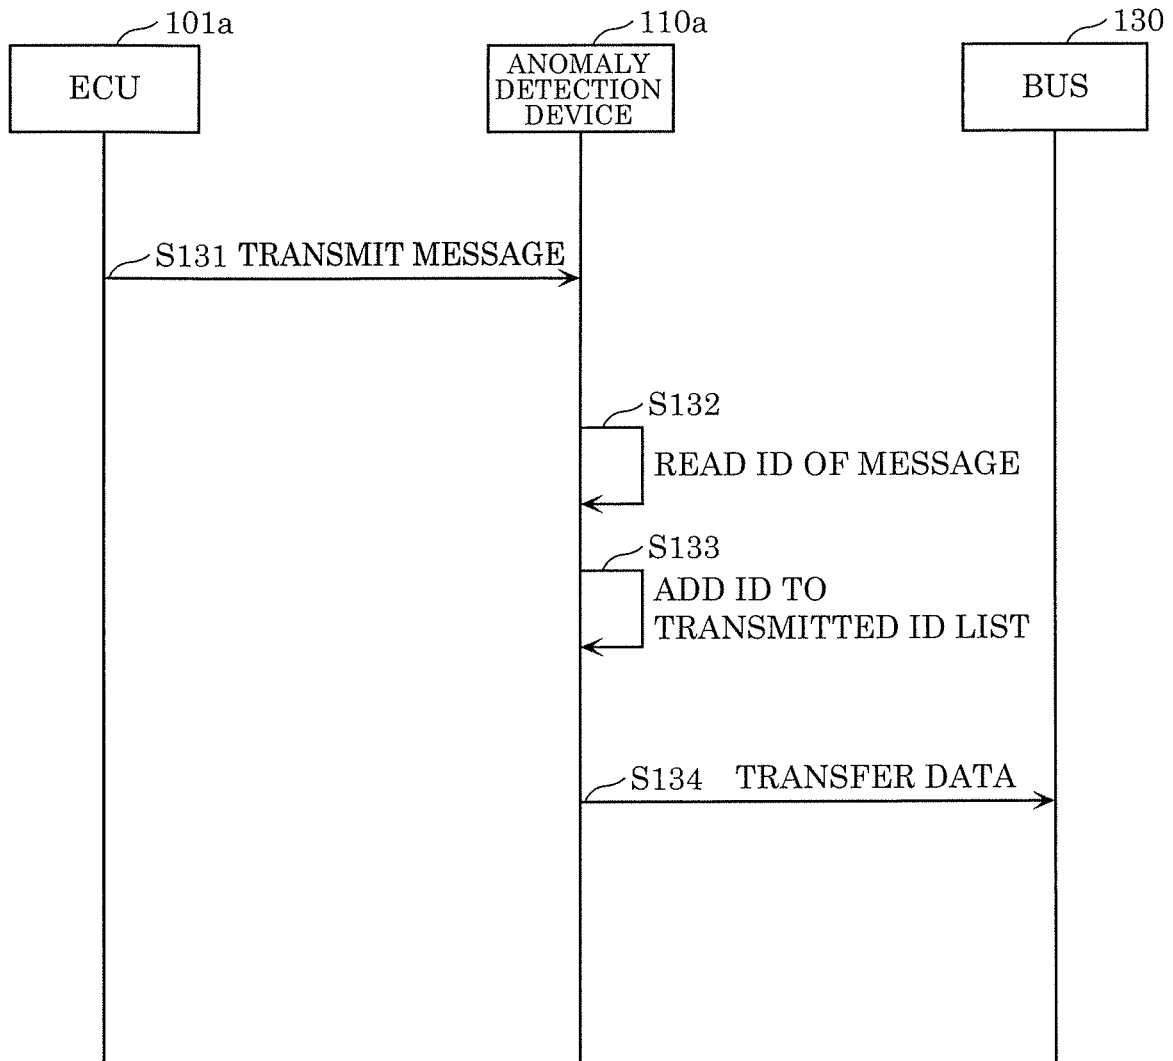 101a
110a
130
ECU
ANOMALY
DETECTION
DEVICE
BUS
S131 TRANSMIT MESSAGE
S132
READ ID OF MESSAGE
S133
ADD ID TO
TRANSMITTED ID LIST
S134 TRANSFER DATA